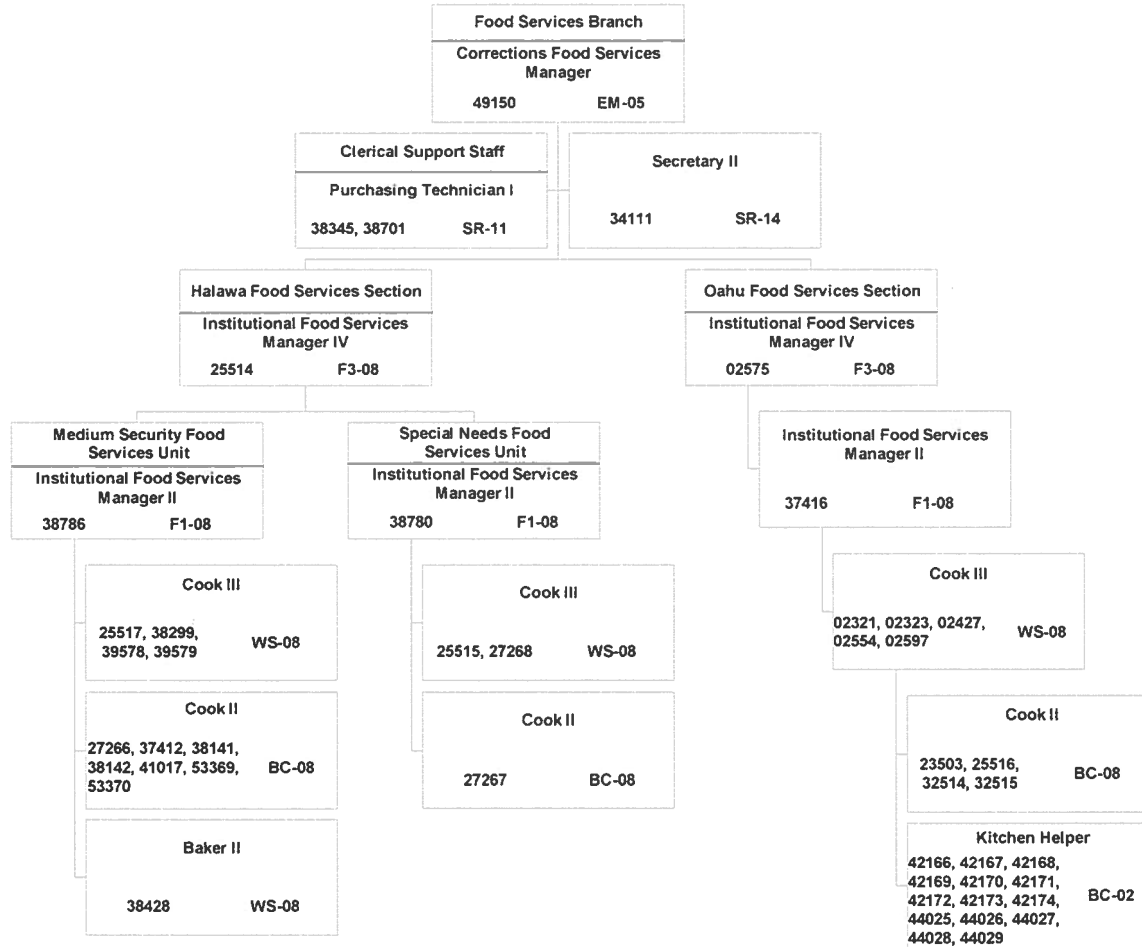 Food Services Branch
Corrections Food Services
Manager
49150 EM-05
Clerical Support Staff
Purchasing Technician I
38345, 38701 SR-11
Secretary II
34111 SR-14
Halawa Food Services Section
Institutional Food Services
Manager IV
25514 F3-08
Oahu Food Services Section
Institutional Food Services
Manager IV
02575 F3-08
Medium Security Food
Services Unit
Institutional Food Services
Manager II
38786 F1-08
Special Needs Food
Services Unit
Institutional Food Services
Manager II
38780 F1-08
Institutional Food Services
Manager II
37416 F1-08
Cook III
25517, 38299,
39578, 39579 WS-08
Cook II
27266, 37412, 38141,
38142, 41017, 53369, BC-08
53370
Baker II
38428 WS-08
Cook III
25515, 27268 WS-08
Cook II
27267 BC-08
Cook III
02321, 02323, 02427,
02554, 02597 WS-08
Cook II
23503, 25516,
32514, 32515 BC-08
Kitchen Helper
42166, 42167, 42168,
42169, 42170, 42171,
42172, 42173, 42174, BC-02
44025, 44026, 44027,
44028, 44029